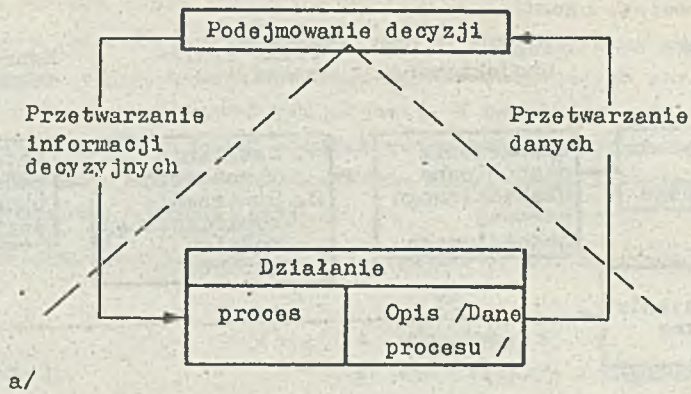 Podejmowanie decyzji
Przetwarzanie
informacji
decyzyjnych
Przetwarzanie
danych
Działanie
proces
Opis /Dane
procesu /
a/